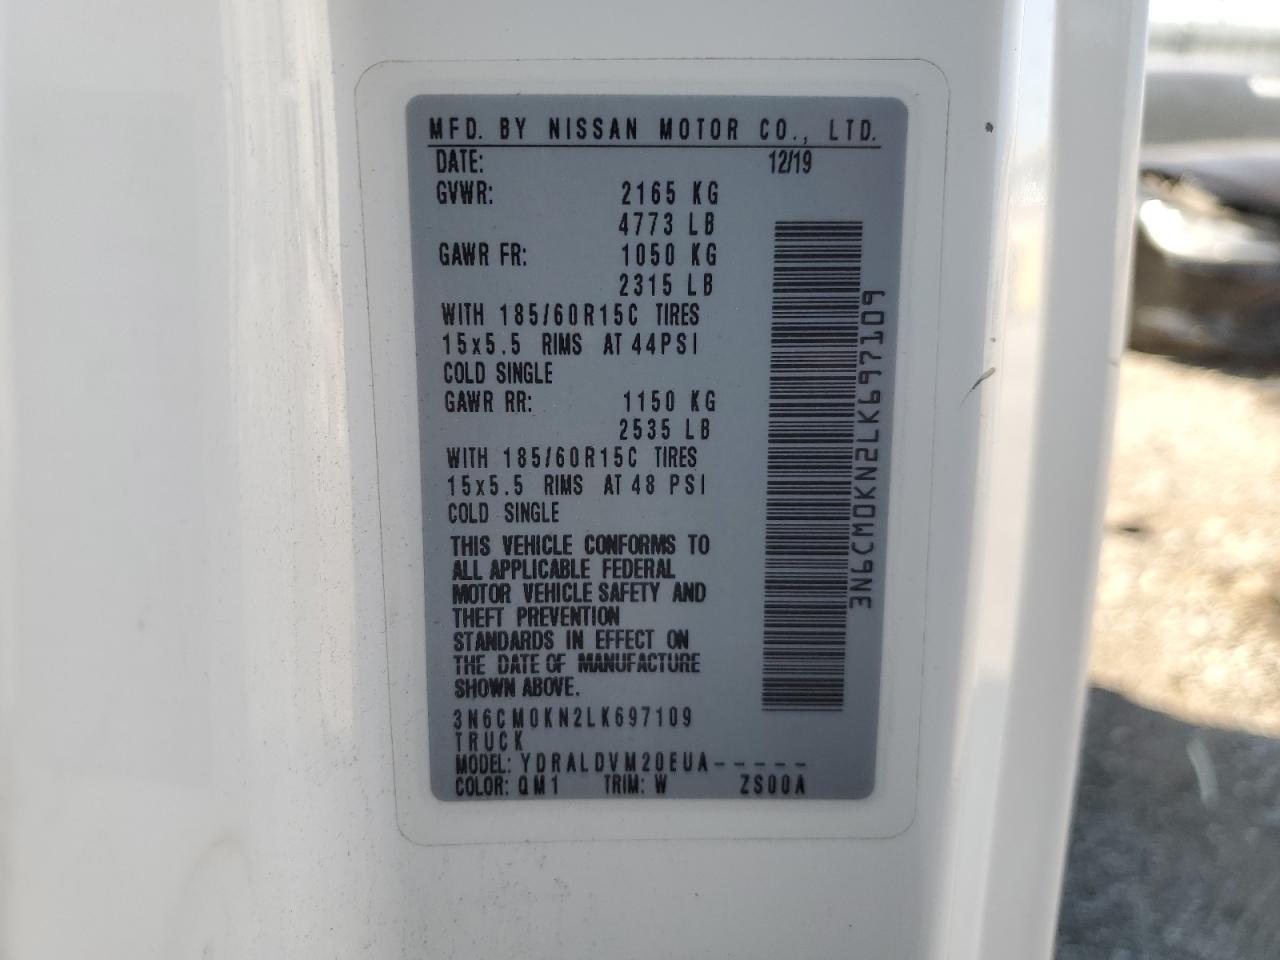 MFD. BY NISSAN MOTOR CO., LTD.
DATE: 12/19
GVWR: 2165 KG
4773 LB
GAWR FR: 1050 KG
2315 LB
WITH 185/60R15C TIRES
15x5.5 RIMS AT 44PSI
COLD SINGLE
GAWR RR: 1150 KG
2535 LB
WITH 185/60R15C TIRES
15x5.5 RIMS AT 48 PSI
COLD SINGLE
THIS VEHICLE CONFORMS TO
ALL APPLICABLE FEDERAL
MOTOR VEHICLE SAFETY AND
THEFT PREVENTION
STANDARDS IN EFFECT ON
THE DATE OF MANUFACTURE
SHOWN ABOVE.
3N6CM0KN2LK697109
TRUCK
MODEL: YDRALDVM20EUA-----
COLOR: QM1 TRIM: W ZS00A
3N6CM0KN2LK697109